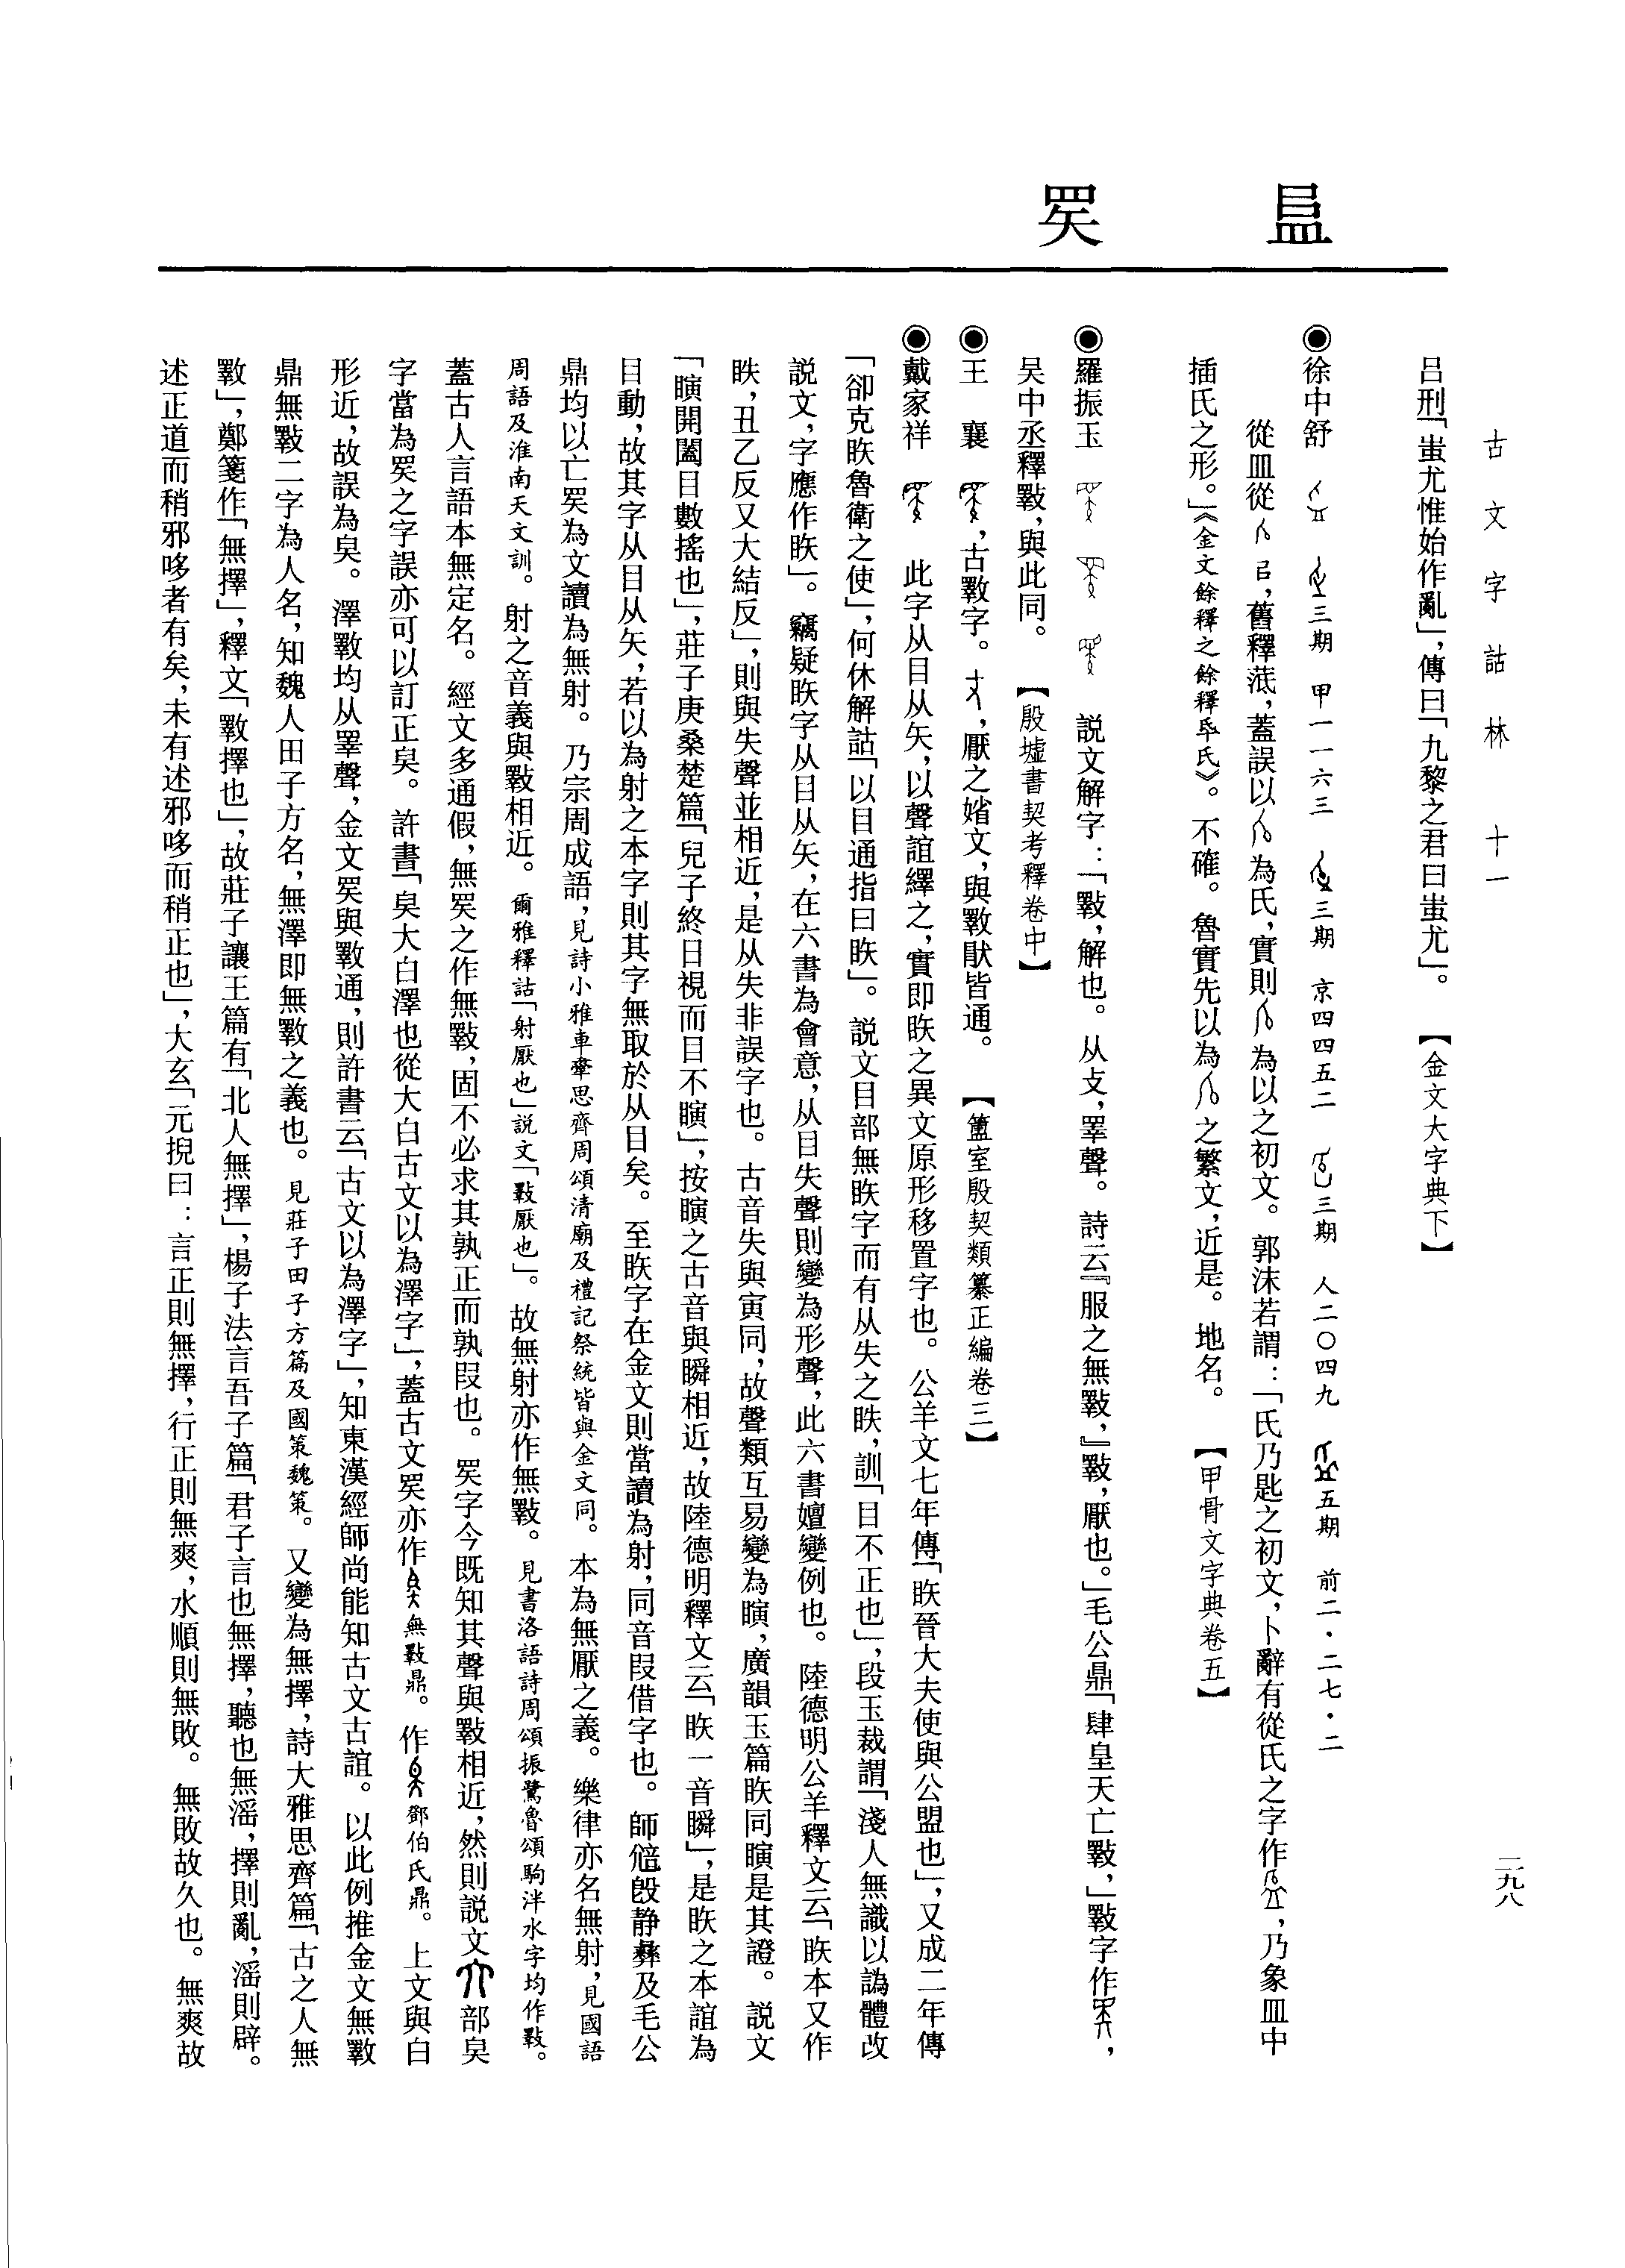 古文字詁林 十一
二九八
吕刑「蚩尤惟始作亂」，傳曰「九黎之君曰蚩尤」。【金文大字典下】
◉徐中舒 三期 甲一一六三 三期 京四四五二 三期 人二〇四九 五期 前二・二七・二
從皿從 㠯，舊釋蒞，蓋誤以 為氏，實則 為以之初文。郭沫若謂：「氏乃匙之初文，卜辭有從氏之字作 ，乃象皿中
插氏之形。」《金文餘釋之餘釋氒氏》。不確。魯實先以為 之繁文，近是。地名。【甲骨文字典卷五】
◉羅振玉 説文解字：「斁，解也。从攴，睪聲。詩云『服之無斁，』斁，厭也。」毛公鼎「肆皇天亡斁，」斁字作 ，
吴中丞釋斁，與此同。【殷墟書契考釋卷中】
◉王 襄 ，古斁字。 ，厭之媘文，與斁猒皆通。【簠室殷契類纂正編卷三】
◉戴家祥 此字从目从矢，以聲誼繹之，實即眣之異文原形移置字也。公羊文七年傳「眣晉大夫使與公盟也」，又成二年傳
「卻克眣魯衛之使」，何休解詁「以目通指曰眣」。説文目部無眣字而有从失之眣，訓「目不正也」，段玉裁謂「淺人無識以譌體改
説文，字應作眣」。竊疑眣字从目从矢，在六書為會意，从目失聲則變為形聲，此六書嬗變例也。陸德明公羊釋文云「眣本又作
眣，丑乙反又大結反」，則與失聲並相近，是从失非誤字也。古音失與寅同，故聲類互易變為瞚，廣韻玉篇眣同瞚是其證。説文
「瞚開闔目數搖也」，莊子庚桑楚篇「兒子終日視而目不瞚」，按瞚之古音與瞬相近，故陸德明釋文云「眣一音瞬」，是眣之本誼為
目動，故其字从目从矢，若以為射之本字則其字無取於从目矣。至眣字在金文則當讀為射，同音叚借字也。師𩛥𣪘静彝及毛公
鼎均以亡䀠為文讀為無射。乃宗周成語，見詩小雅車舝思齊周頌清廟及禮記祭統皆與金文同。本為無厭之義。樂律亦名無射，見國語
周語及淮南天文訓。射之音義與斁相近。爾雅釋詁「射厭也」説文「斁厭也」。故無射亦作無斁。見書洛誥詩周頌振鷺魯頌駒泮水字均作斁。
蓋古人言語本無定名。經文多通假，無䀠之作無斁，固不必求其孰正而孰叚也。䀠字今既知其聲與斁相近，然則説文 部臭
字當為䀠之字誤亦可以訂正臭。許書「臭大白澤也從大白古文以為澤字」，蓋古文䀠亦作 無斁鼎。作 鄧伯氏鼎。上文與白
形近，故誤為臭。澤斁均从睪聲，金文䀠與斁通，則許書云「古文以為澤字」，知東漢經師尚能知古文古誼。以此例推金文無斁
鼎無斁二字為人名，知魏人田子方名，無澤即無斁之義也。見莊子田子方篇及國策魏策。又變為無擇，詩大雅思齊篇「古之人無
斁」，鄭箋作「無擇」，釋文「斁擇也」，故莊子讓王篇有「北人無擇」，楊子法言吾子篇「君子言也無擇，聽也無滛，擇則亂，滛則辟。
述正道而稍邪哆者有矣，未有述邪哆而稍正也」，大玄「元掜曰：言正則無擇，行正則無爽，水順則無敗。無敗故久也。無爽故